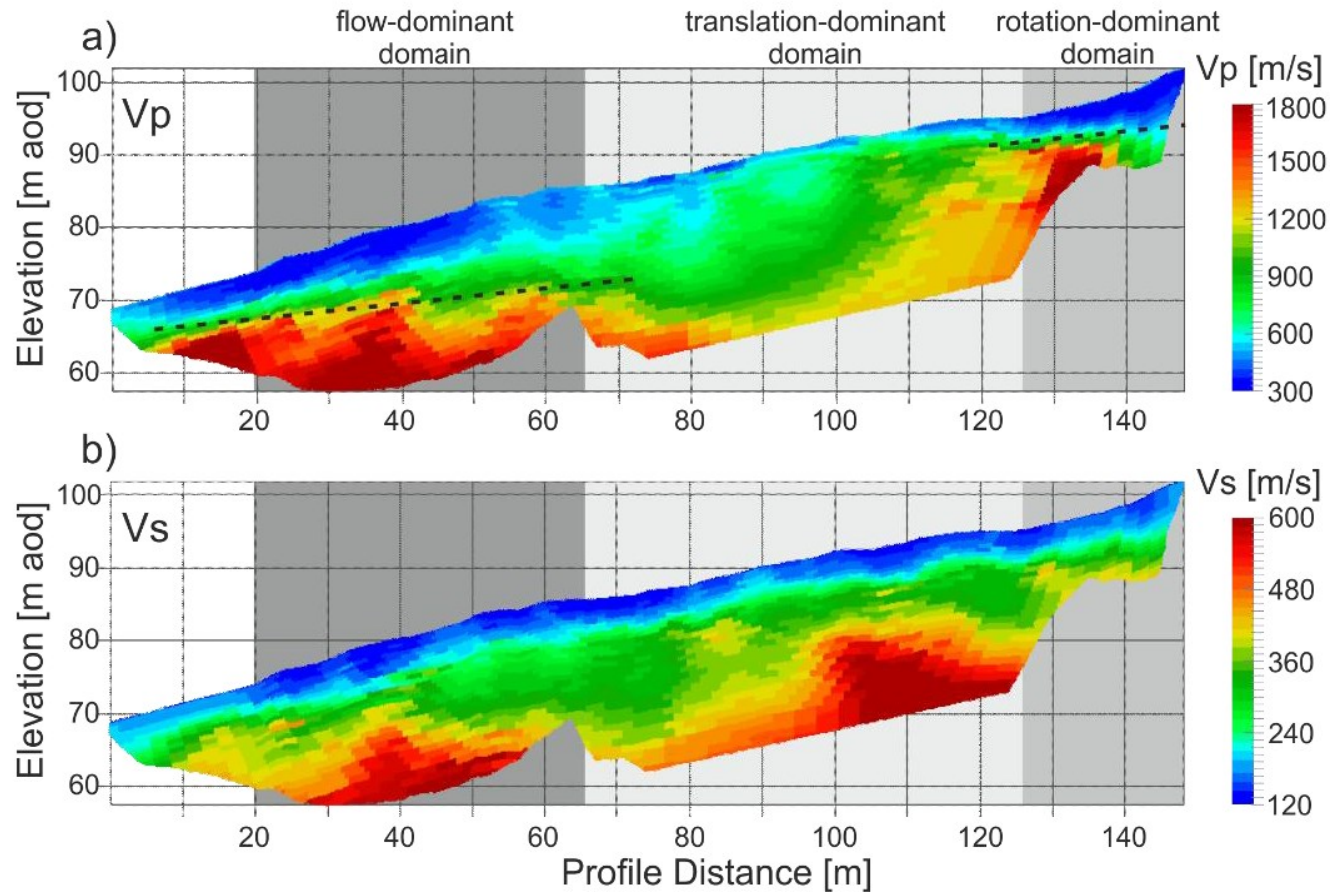 a)
flow-dominant
domain
translation-dominant
domain
rotation-dominant
domain
Vp [m/s]
Vp
Elevation [m aod]
100
90
80
70
60
20
40
60
80
100
120
140
1800
1500
1200
900
600
300
b)
Vs [m/s]
Vs
Elevation [m aod]
100
90
80
70
60
20
40
60
80
100
120
140
Profile Distance [m]
600
480
360
240
120